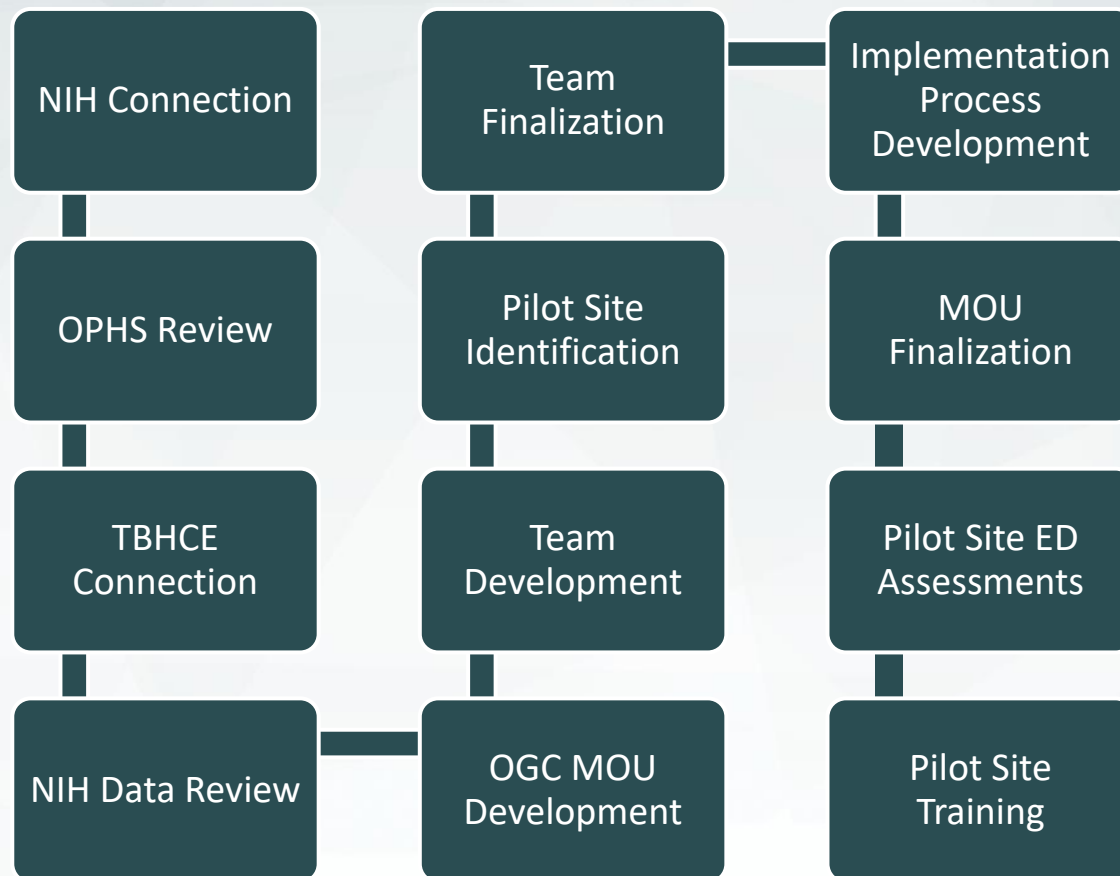 NIH Connection
OPHS Review
TBHCE
Connection
NIH Data Review
OGC MOU
Development
Team
Development
Pilot Site
Identification
Team
Finalization
Implementation
Process
Development
MOU
Finalization
Pilot Site ED
Assessments
Pilot Site
Training